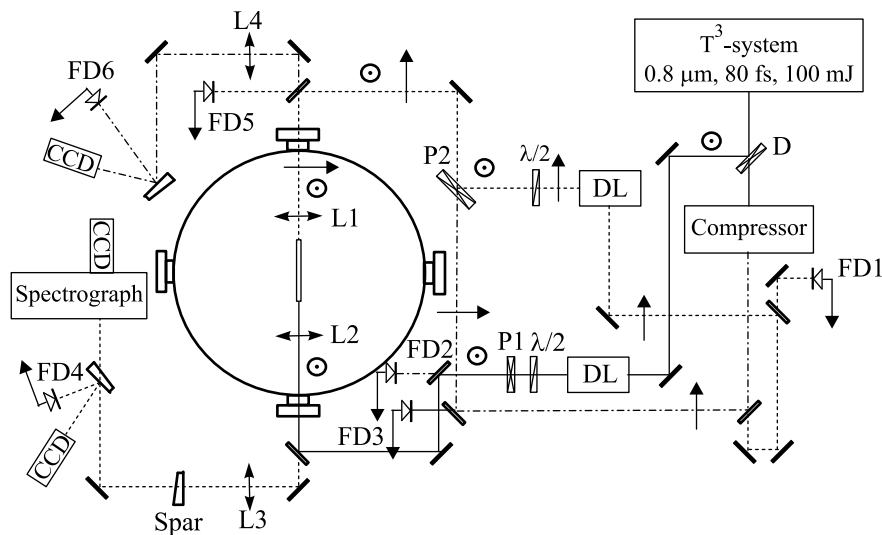 L4
T³-system
0.8 μm, 80 fs, 100 mJ
FD6
FD5
D
CCD
P2
λ/2
DL
L1
Compressor
CCD
Spectrograph
FD1
L2
FD2
P1
λ/2
DL
FD4
FD3
CCD
Spar
L3